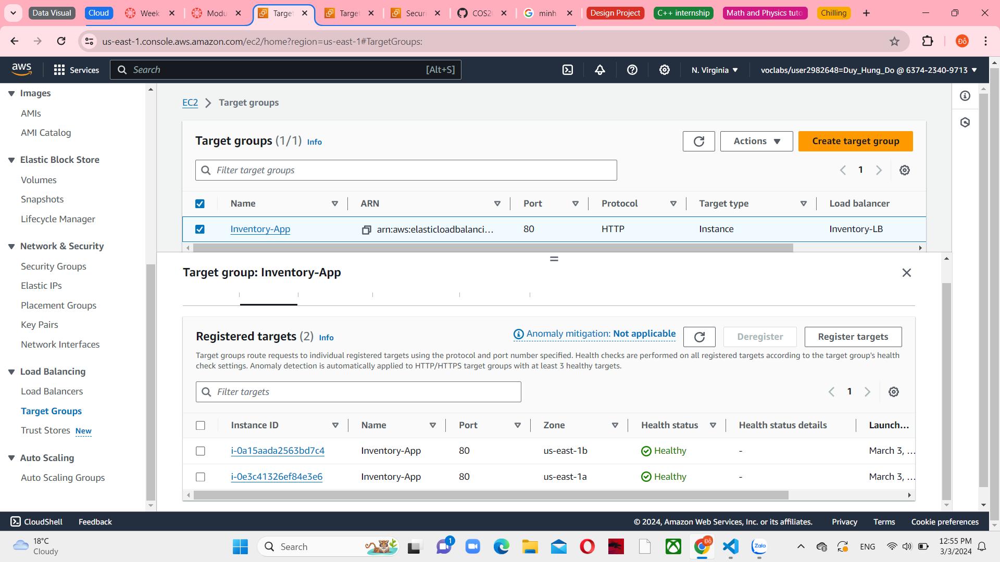 Data Visual
Cloud
Week
Modu
Target
Target
Securi
COS20
minh
Design Project
C++ internship
Math and Physics tuto
Chilling
us-east-1.console.aws.amazon.com/ec2/home?region=us-east-1#TargetGroups:
Đỗ
aws
Services
Search
[Alt+S]
N. Virginia
voclabs/user2982648=Duy_Hung_Do @ 6374-2340-9713
Images
AMIs
AMI Catalog
Elastic Block Store
Volumes
Snapshots
Lifecycle Manager
Network & Security
Security Groups
Elastic IPs
Placement Groups
Key Pairs
Network Interfaces
Load Balancing
Load Balancers
Target Groups
Trust Stores New
Auto Scaling
Auto Scaling Groups
EC2 Target groups
Target groups (1/1) Info
Actions
Create target group
Filter target groups
1
Name ARN Port Protocol Target type Load balancer
Inventory-App arn:aws:elasticloadbalanci... 80 HTTP Instance Inventory-LB
Target group: Inventory-App
Registered targets (2) Info
Anomaly mitigation: Not applicable
Deregister
Register targets
Target groups route requests to individual registered targets using the protocol and port number specified. Health checks are performed on all registered targets according to the target group's health
check settings. Anomaly detection is automatically applied to HTTP/HTTPS target groups with at least 3 healthy targets.
Filter targets
1
Instance ID Name Port Zone Health status Health status details Launch...
i-0a15aada2563bd7c4 Inventory-App 80 us-east-1b Healthy - March 3, ...
i-0e3c41326ef84e3e6 Inventory-App 80 us-east-1a Healthy - March 3, ...
CloudShell
Feedback
© 2024, Amazon Web Services, Inc. or its affiliates.
Privacy
Terms
Cookie preferences
18°C
Cloudy
Search
1
Đỗ
Zalo
ENG
12:55 PM
3/3/2024